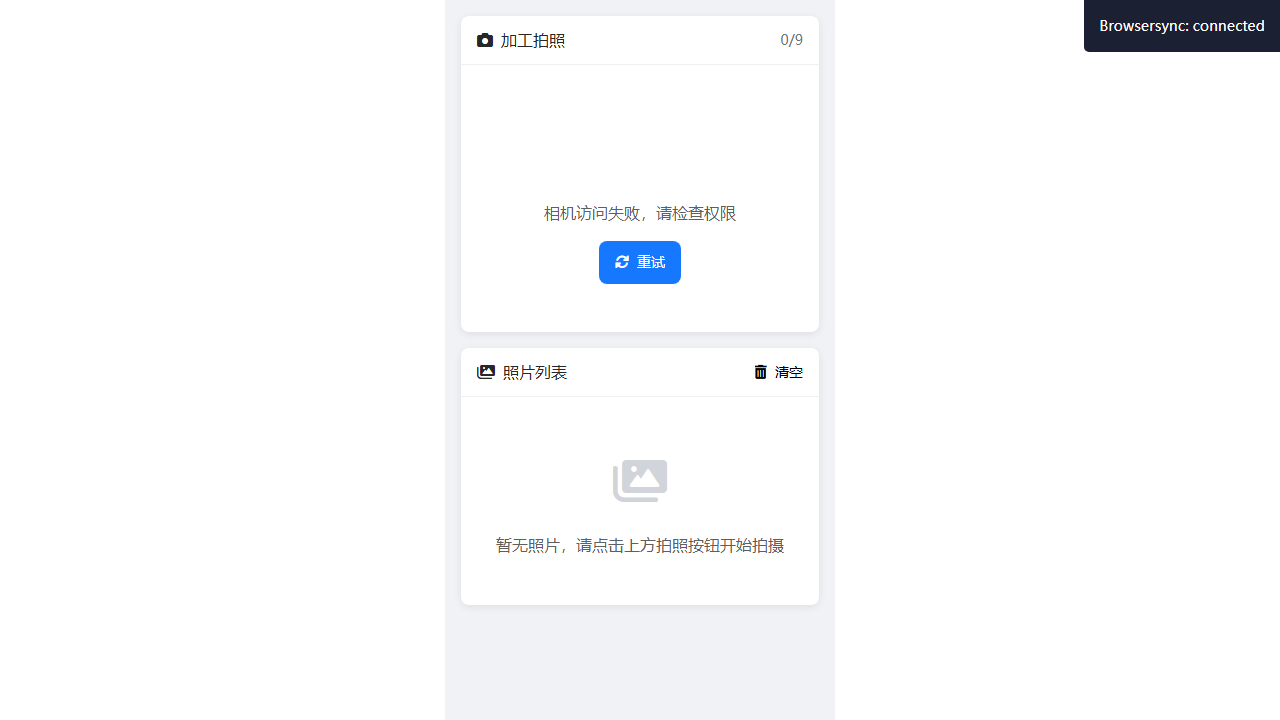 加工拍照 0/9
Browsersync: connected
相机访问失败，请检查权限
重试
照片列表 清空
暂无照片，请点击上方拍照按钮开始拍摄